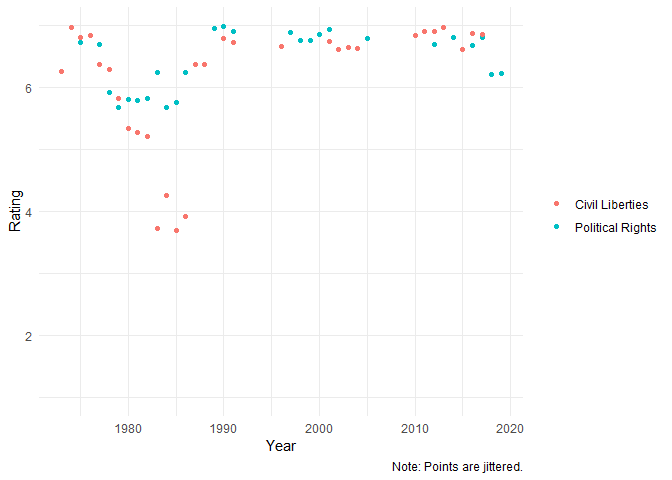 6
4
2
Rating
1980 1990 2000 2010 2020
Year
Civil Liberties
Political Rights
Note: Points are jittered.